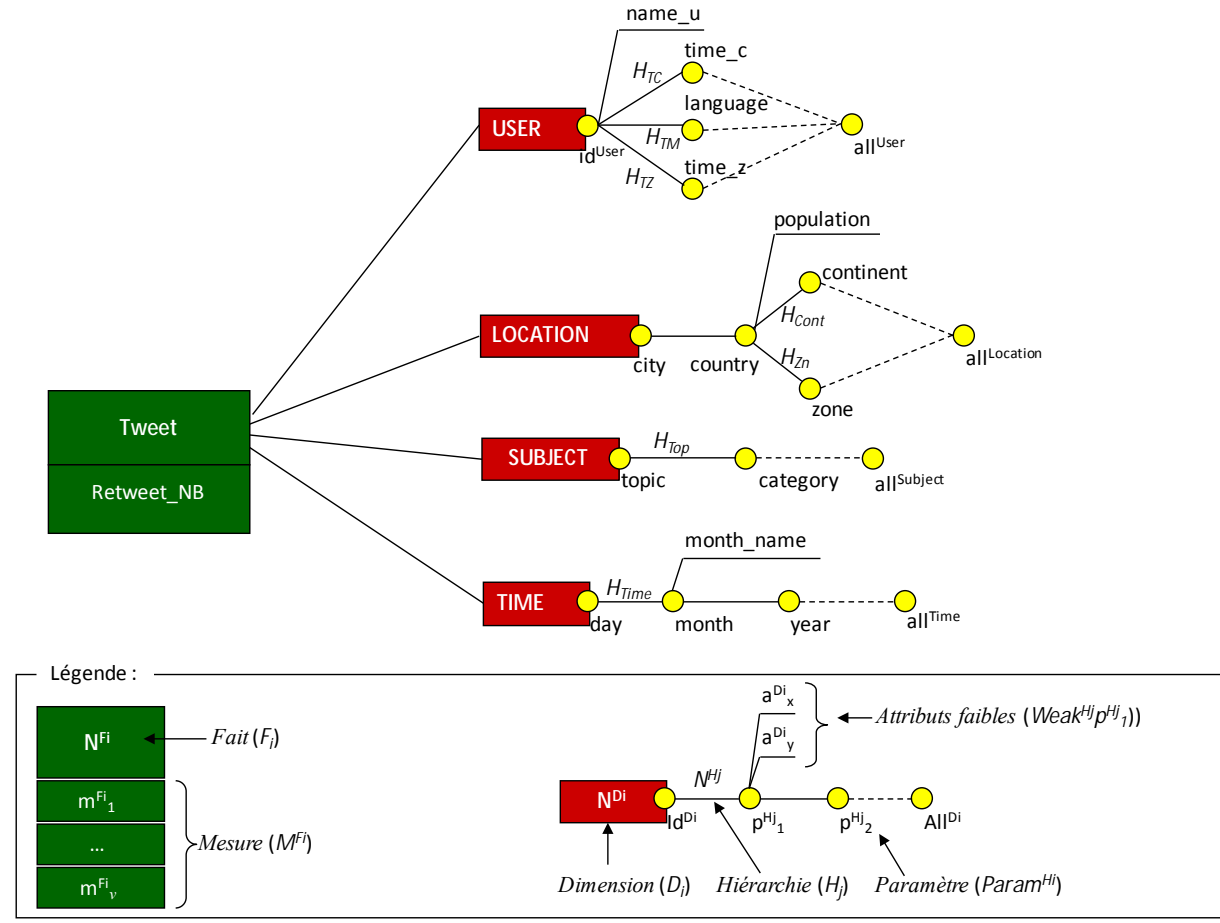 name_u
time_c
H_TC
language
USER
id^User
H_TM
all^User
time_z
H_TZ
population
continent
H_Cont
LOCATION
city
country
H_Zn
all^Location
zone
Tweet
Retweet_NB
SUBJECT
H_Top
topic
category
all^Subject
month_name
TIME
H_Time
day
month
year
all^Time
Légende :
N^Fi
Fait (F_i)
m^Fi_1
...
m^Fi_v
Mesure (M^Fi)
a^Di_x
a^Di_y
Attributs faibles (Weak^Hj p^Hj_1))
N^Di
N^Hj
Id^Di
p^Hj_1
p^Hj_2
All^Di
Dimension (D_i)
Hiérarchie (H_j)
Paramètre (Param^Hi)